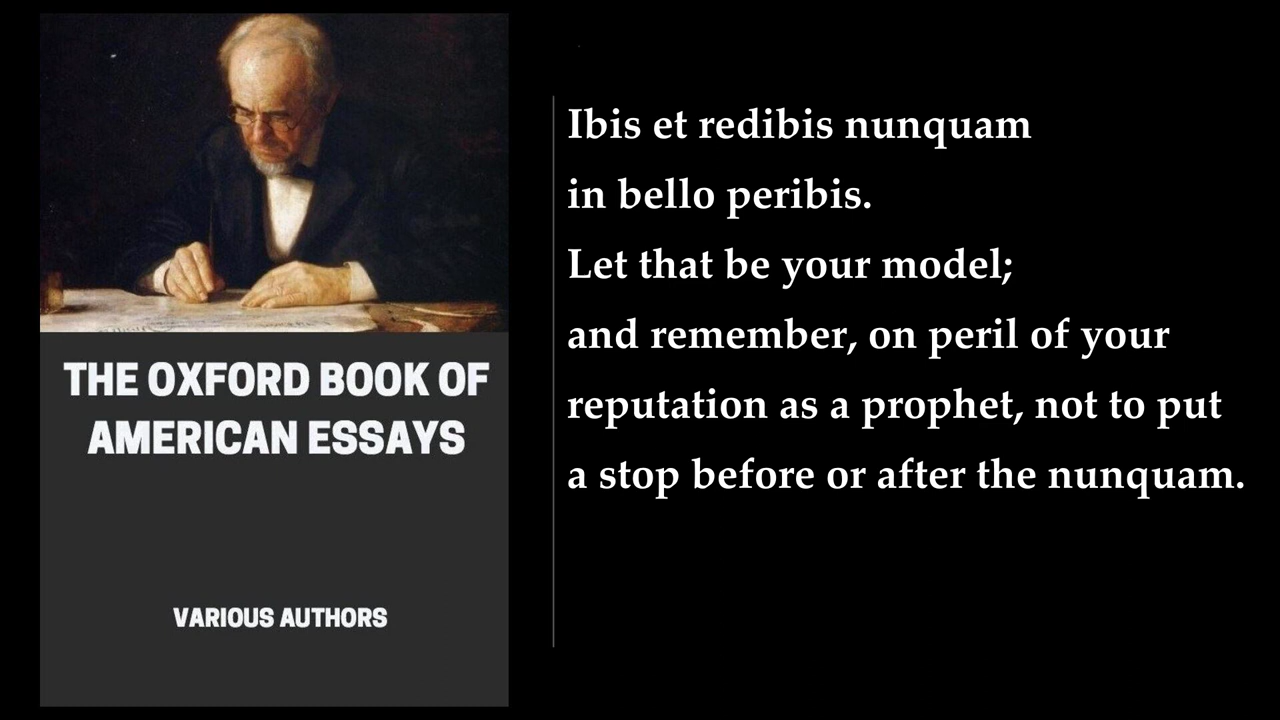 THE OXFORD BOOK OF
AMERICAN ESSAYS
VARIOUS AUTHORS
Ibis et redibis nunquam
in bello peribis.
Let that be your model;
and remember, on peril of your
reputation as a prophet, not to put
a stop before or after the nunquam.